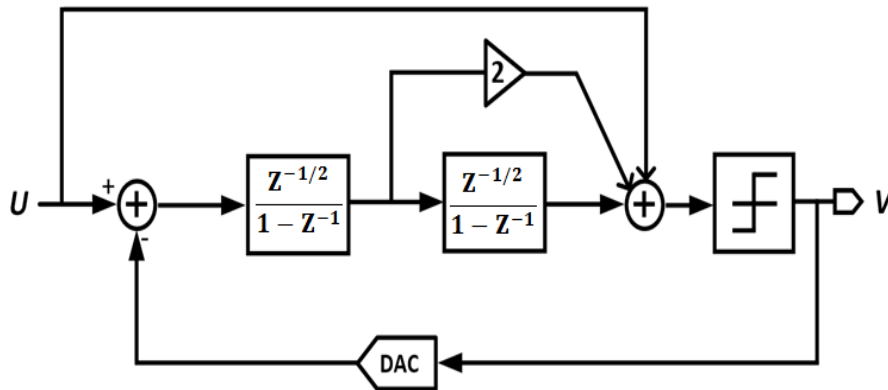 2
U
+
+
-
Z^{-1/2}
1 − Z^{-1}
Z^{-1/2}
1 − Z^{-1}
+
V
DAC